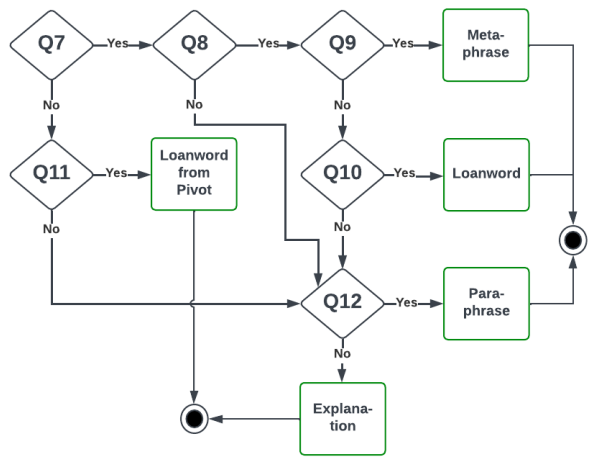 Q7
Yes
Q8
Yes
Q9
Yes
Meta-
phrase
No
No
No
Q11
Yes
Loanword
from
Pivot
Q10
Yes
Loanword
No
No
Q12
Yes
Para-
phrase
No
Explana-
tion